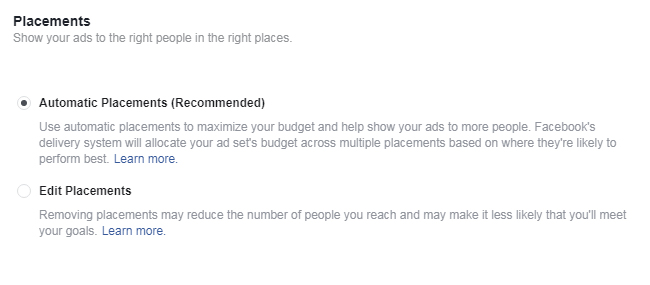 Placements
Show your ads to the right people in the right places.
Automatic Placements (Recommended)
Use automatic placements to maximize your budget and help show your ads to more people. Facebook's
delivery system will allocate your ad set's budget across multiple placements based on where they're likely to
perform best. Learn more.
Edit Placements
Removing placements may reduce the number of people you reach and may make it less likely that you'll meet
your goals. Learn more.